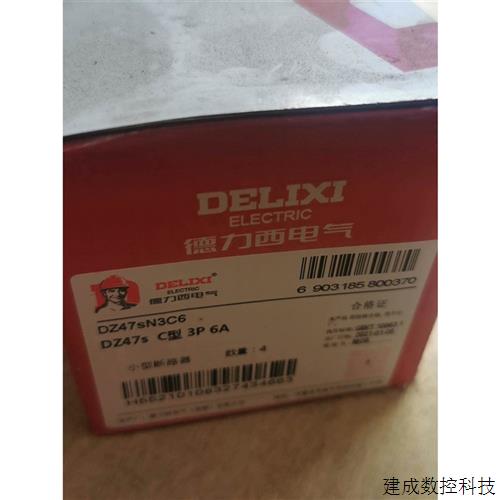 DELIXI
ELECTRIC
德力西电气
DELIXI
ELECTRIC
德力西电气
6 903185 800370
DZ47sN3C6
DZ47s C型 3P 6A
合格证
小型断路器
数量：4
建成数控科技